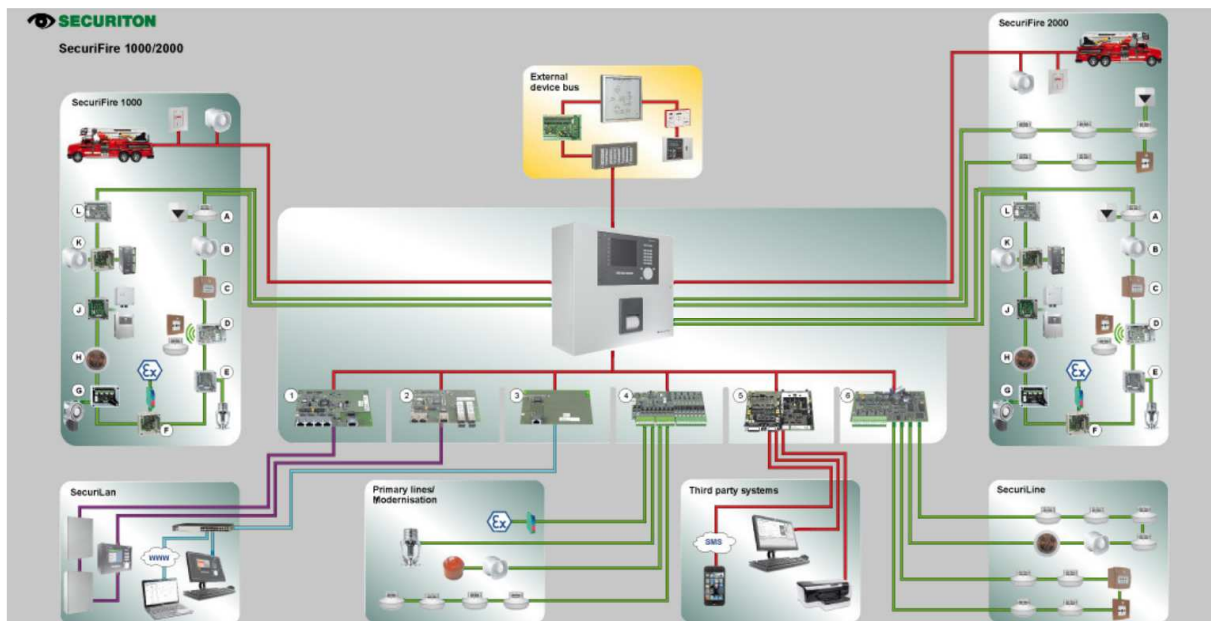 SECURITON
SecuriFire 1000/2000
SecuriFire 2000
External
device bus
SecuriFire 1000
L
A
K
B
C
J
D
H
E
G
F
L
A
K
B
C
J
D
H
E
G
F
Ex
Ex
1
2
3
4
5
6
SecuriLan
WWW
Primary lines/
Modernisation
Ex
Third party systems
SMS
SecuriLine